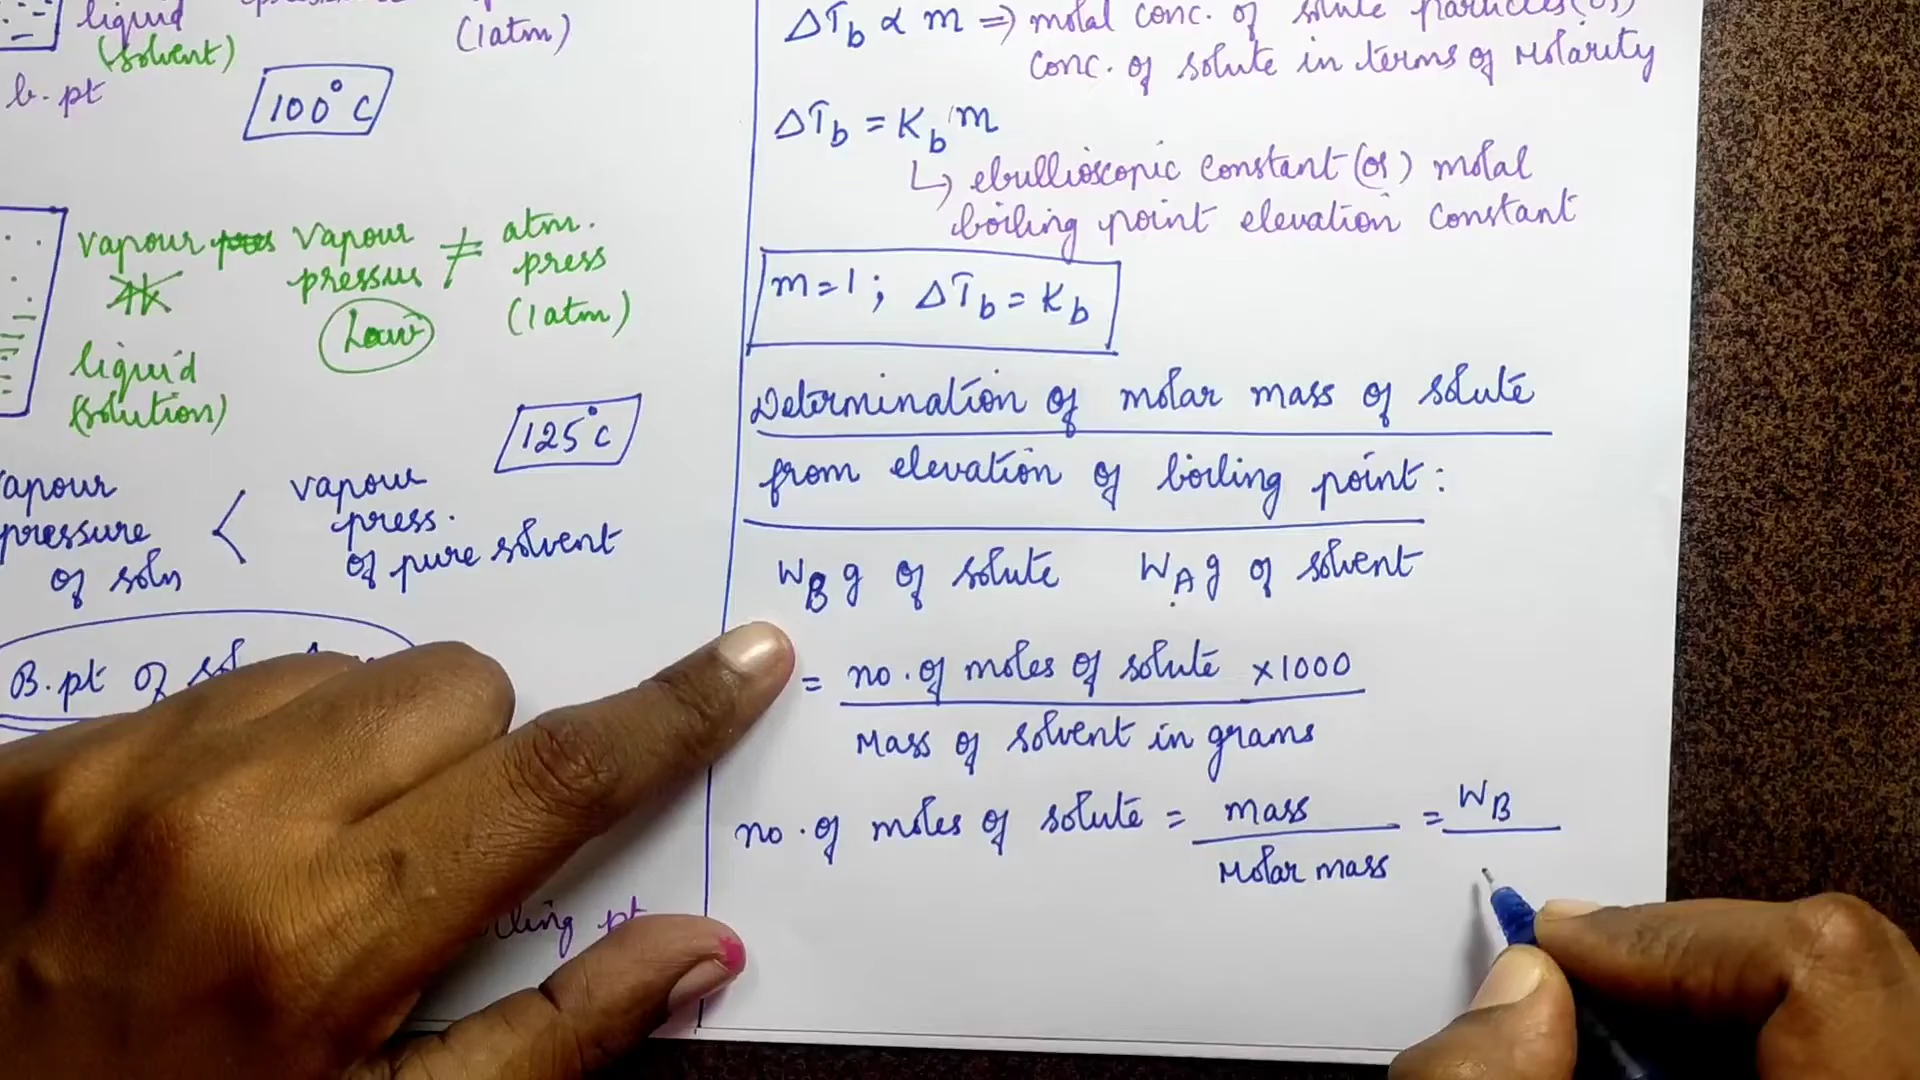 liquid
(solvent)
(1atm)
b.pt
100°C
vapour
vapour
pressure
≠
atm.
press
(1atm)
Low
liquid
(solution)
125°C
apour
pressure
of soln
<
vapour
press.
of pure solvent
B.pt of
pt
ΔTb ∝ m ⇒ molal conc. of solute particles (or)
conc. of solute in terms of Molarity
ΔTb = Kb m
↳ ebullioscopic constant (or) molal
boiling point elevation constant
m=1 ; ΔTb = Kb
Determination of molar mass of solute
from elevation of boiling point :
WB g of solute WA g of solvent
= no. of moles of solute ×1000
Mass of solvent in grams
no. of moles of solute = mass = WB
Molar mass